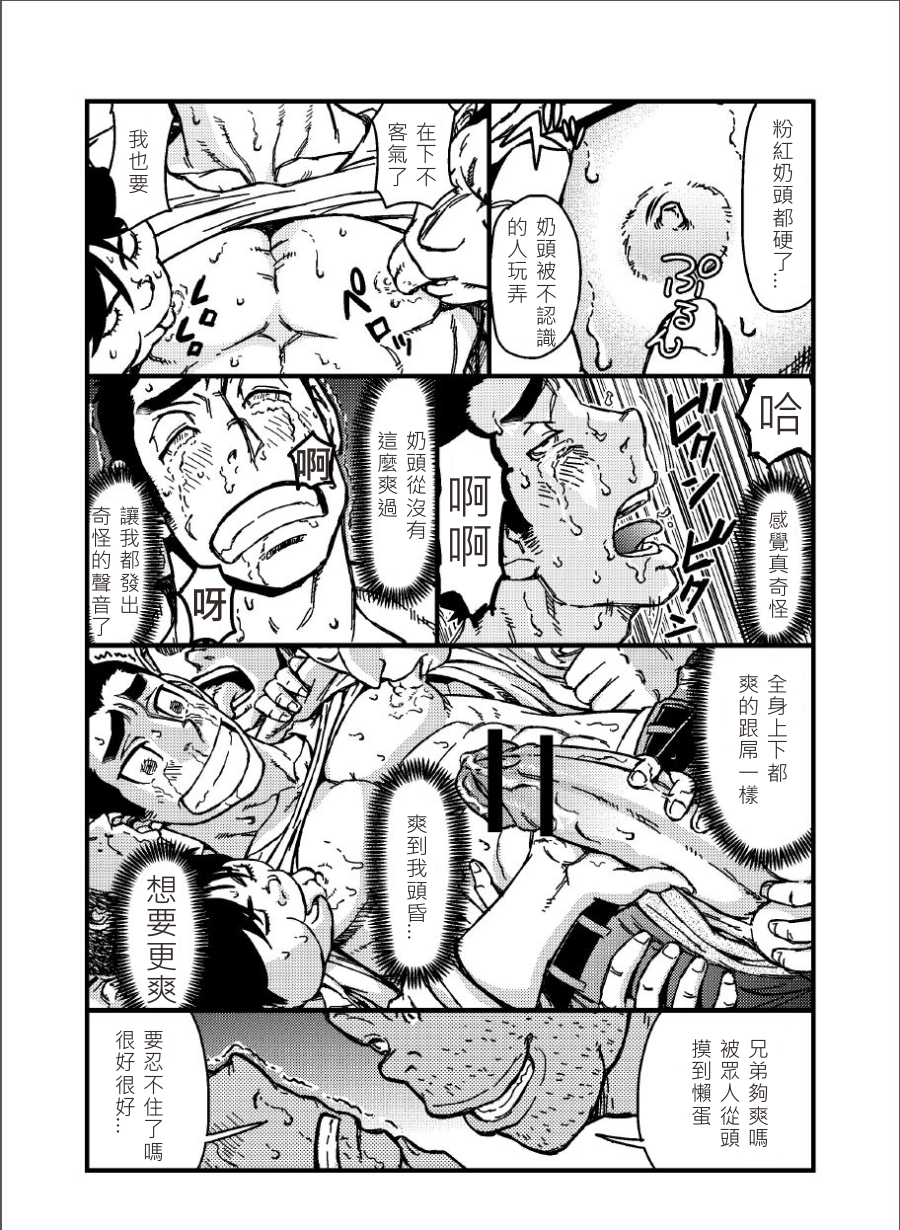 粉紅奶頭都硬了…
ぷるん
奶頭被不認識
的人玩弄
在下不
客氣了
我也要
ペロッ
ペロペロ
哈
ビクン
ビクン
感覺真奇怪
啊啊
奶頭從沒有
這麼爽過
啊
呀
讓我都發出
奇怪的聲音了
全身上下都
爽的跟屌一樣
爽到我頭昏…
想要更爽
兄弟夠爽嗎
被眾人從頭
摸到懶蛋
要忍不住了嗎
很好很好…